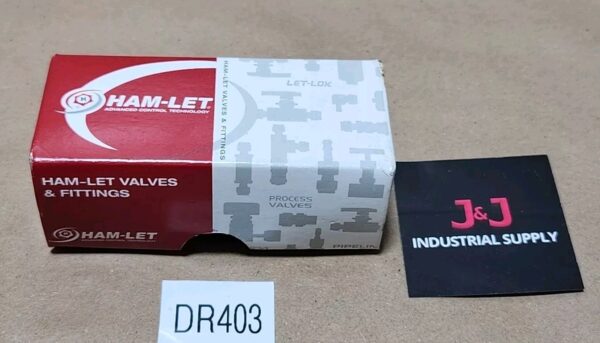 HAM-LET®
ADVANCED CONTROL TECHNOLOGY
HAM-LET VALVES & FITTINGS
LET-LOK
PROCESS
VALVES
HAM-LET VALVES
& FITTINGS
HAM-LET
PIPELIN
J&J
INDUSTRIAL SUPPLY
DR403